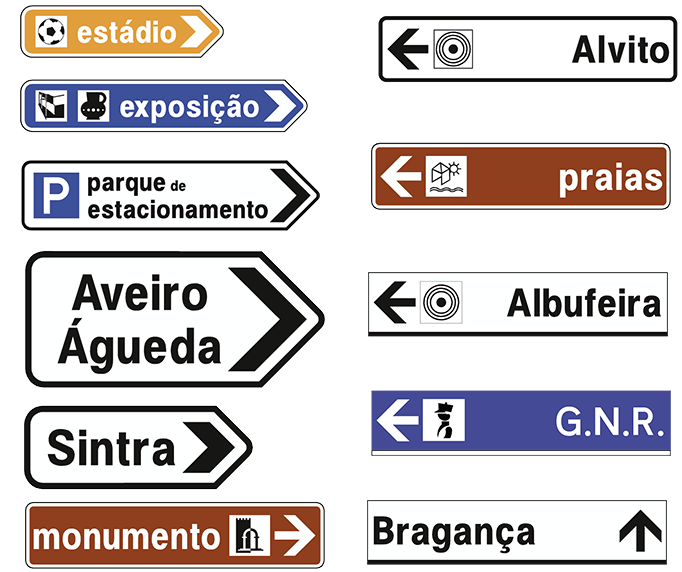 estádio
exposição
P
parque de
estacionamento
Aveiro
Águeda
Sintra
monumento
Alvito
praias
Albufeira
G.N.R.
Bragança